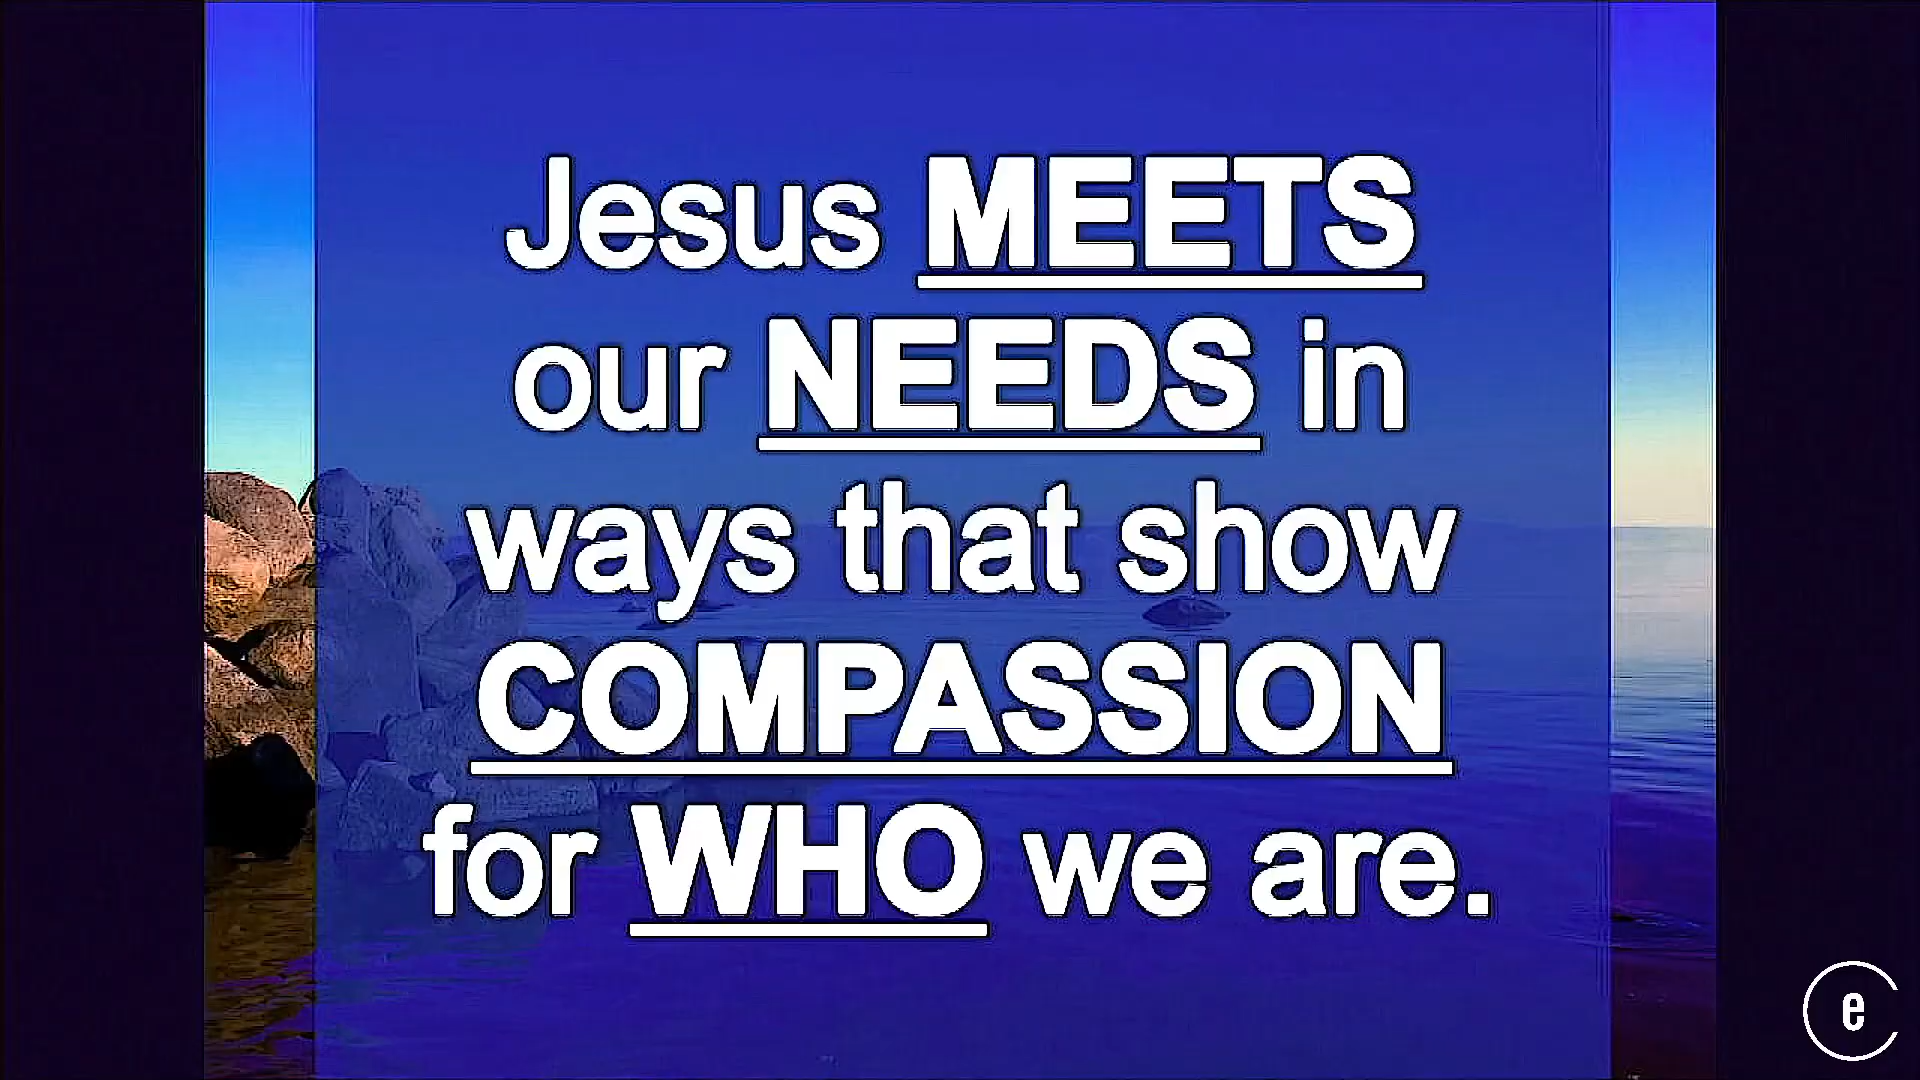 Jesus MEETS
our NEEDS in
ways that show
COMPASSION
for WHO we are.
e